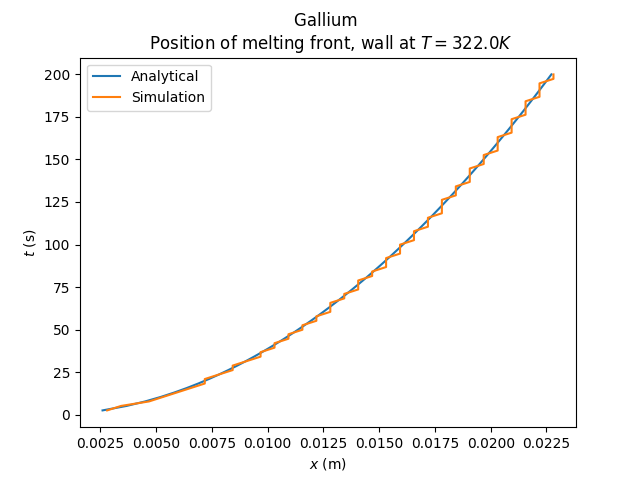 Gallium
Position of melting front, wall at T = 322.0K
Analytical
Simulation
200
175
150
125
100
75
50
25
0
t (s)
0.0025 0.0050 0.0075 0.0100 0.0125 0.0150 0.0175 0.0200 0.0225
x (m)